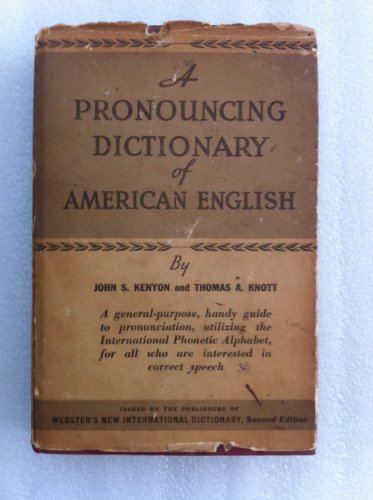 A
PRONOUNCING
DICTIONARY
of
AMERICAN ENGLISH
By
JOHN S. KENYON and THOMAS A. KNOTT
A general-purpose, handy guide
to pronunciation, utilizing the
International Phonetic Alphabet,
for all who are interested in
correct speech
ISSUED BY THE PUBLISHERS OF
WEBSTER'S NEW INTERNATIONAL DICTIONARY, Second Edition